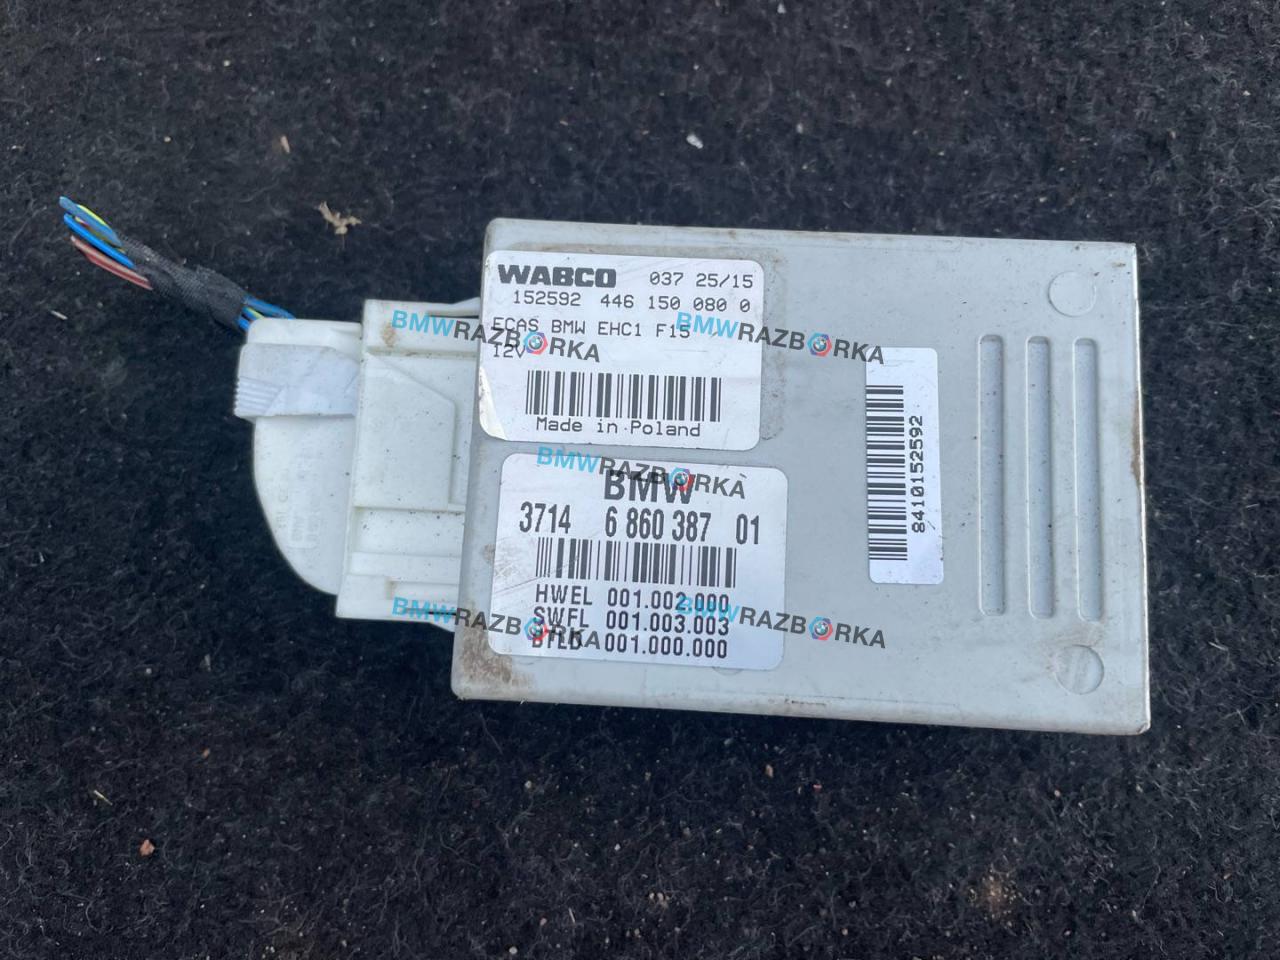 WABCO 037 25/15
152592 446 150 080 0
ECAS BMW EHC1 F15
12V
Made in Poland
BMW
3714 6 860 387 01
HWEL 001.002.000
SWFL 001.003.003
BTLD 001.000.000
8410152592
BMWRAZBORKA
BMWRAZBORKA
BMWRAZBORKA
BMWRAZBORKA
BMWRAZBORKA